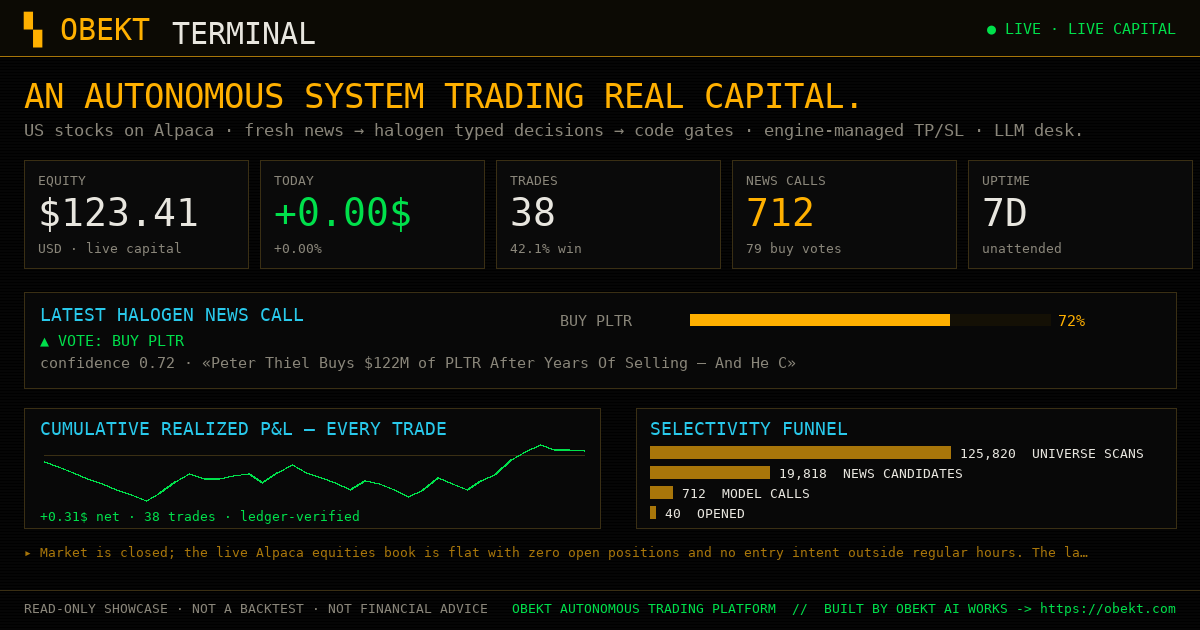 OBEKT TERMINAL
● LIVE · LIVE CAPITAL
AN AUTONOMOUS SYSTEM TRADING REAL CAPITAL.
US stocks on Alpaca · fresh news → halogen typed decisions → code gates · engine-managed TP/SL · LLM desk.
EQUITY
$123.41
USD · live capital
TODAY
+0.00$
+0.00%
TRADES
38
42.1% win
NEWS CALLS
712
79 buy votes
UPTIME
7D
unattended
LATEST HALOGEN NEWS CALL
▲ VOTE: BUY PLTR
confidence 0.72 · «Peter Thiel Buys $122M of PLTR After Years Of Selling — And He C»
BUY PLTR 72%
CUMULATIVE REALIZED P&L — EVERY TRADE
+0.31$ net · 38 trades · ledger-verified
SELECTIVITY FUNNEL
125,820 UNIVERSE SCANS
19,818 NEWS CANDIDATES
712 MODEL CALLS
40 OPENED
▸ Market is closed; the live Alpaca equities book is flat with zero open positions and no entry intent outside regular hours. The la…
READ-ONLY SHOWCASE · NOT A BACKTEST · NOT FINANCIAL ADVICE
OBEKT AUTONOMOUS TRADING PLATFORM // BUILT BY OBEKT AI WORKS -> https://obekt.com